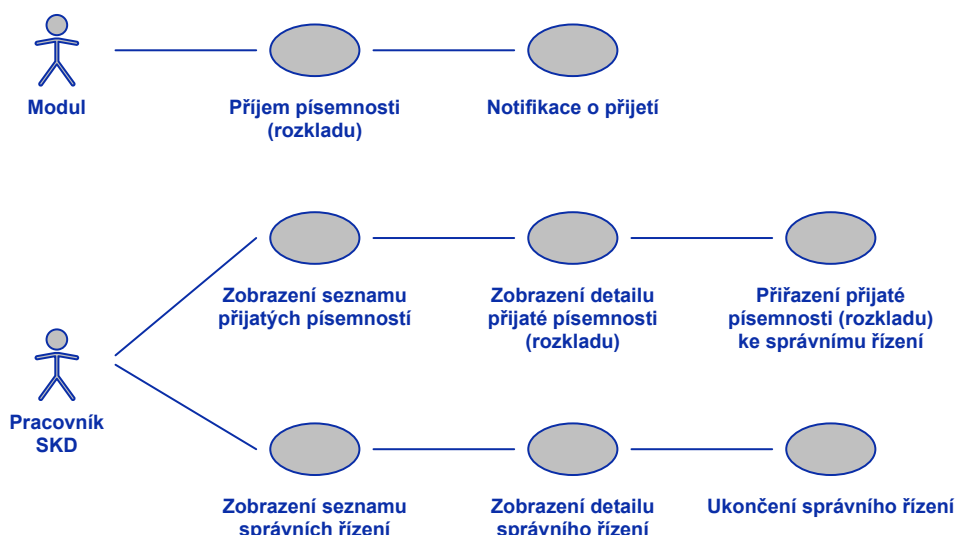 Modul
Příjem písemnosti
(rozkladu)
Notifikace o přijetí
Zobrazení seznamu
přijatých písemností
Zobrazení detailu
přijaté písemnosti
(rozkladu)
Přiřazení přijaté
písemnosti (rozkladu)
ke správnímu řízení
Pracovník
SKD
Zobrazení seznamu
správních řízení
Zobrazení detailu
správního řízení
Ukončení správního řízení